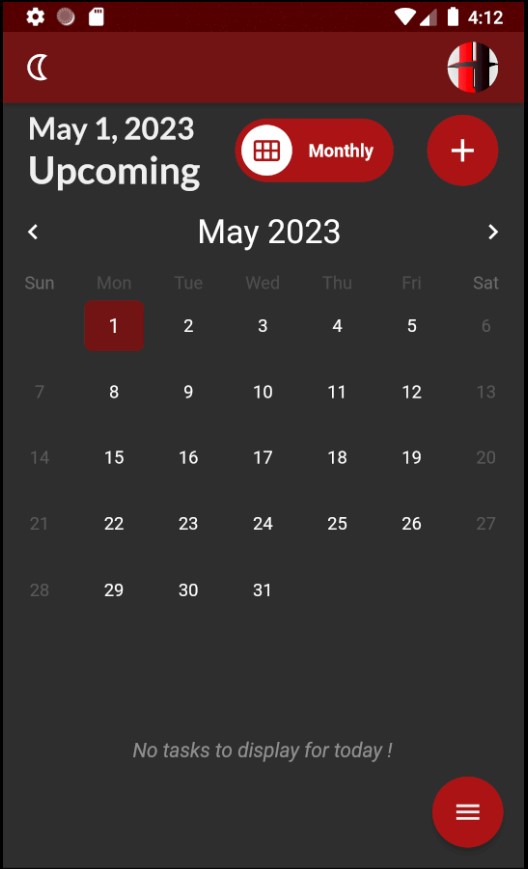 4:12
May 1, 2023
Upcoming
Monthly
May 2023
Sun Mon Tue Wed Thu Fri Sat
1 2 3 4 5 6
7 8 9 10 11 12 13
14 15 16 17 18 19 20
21 22 23 24 25 26 27
28 29 30 31
No tasks to display for today !